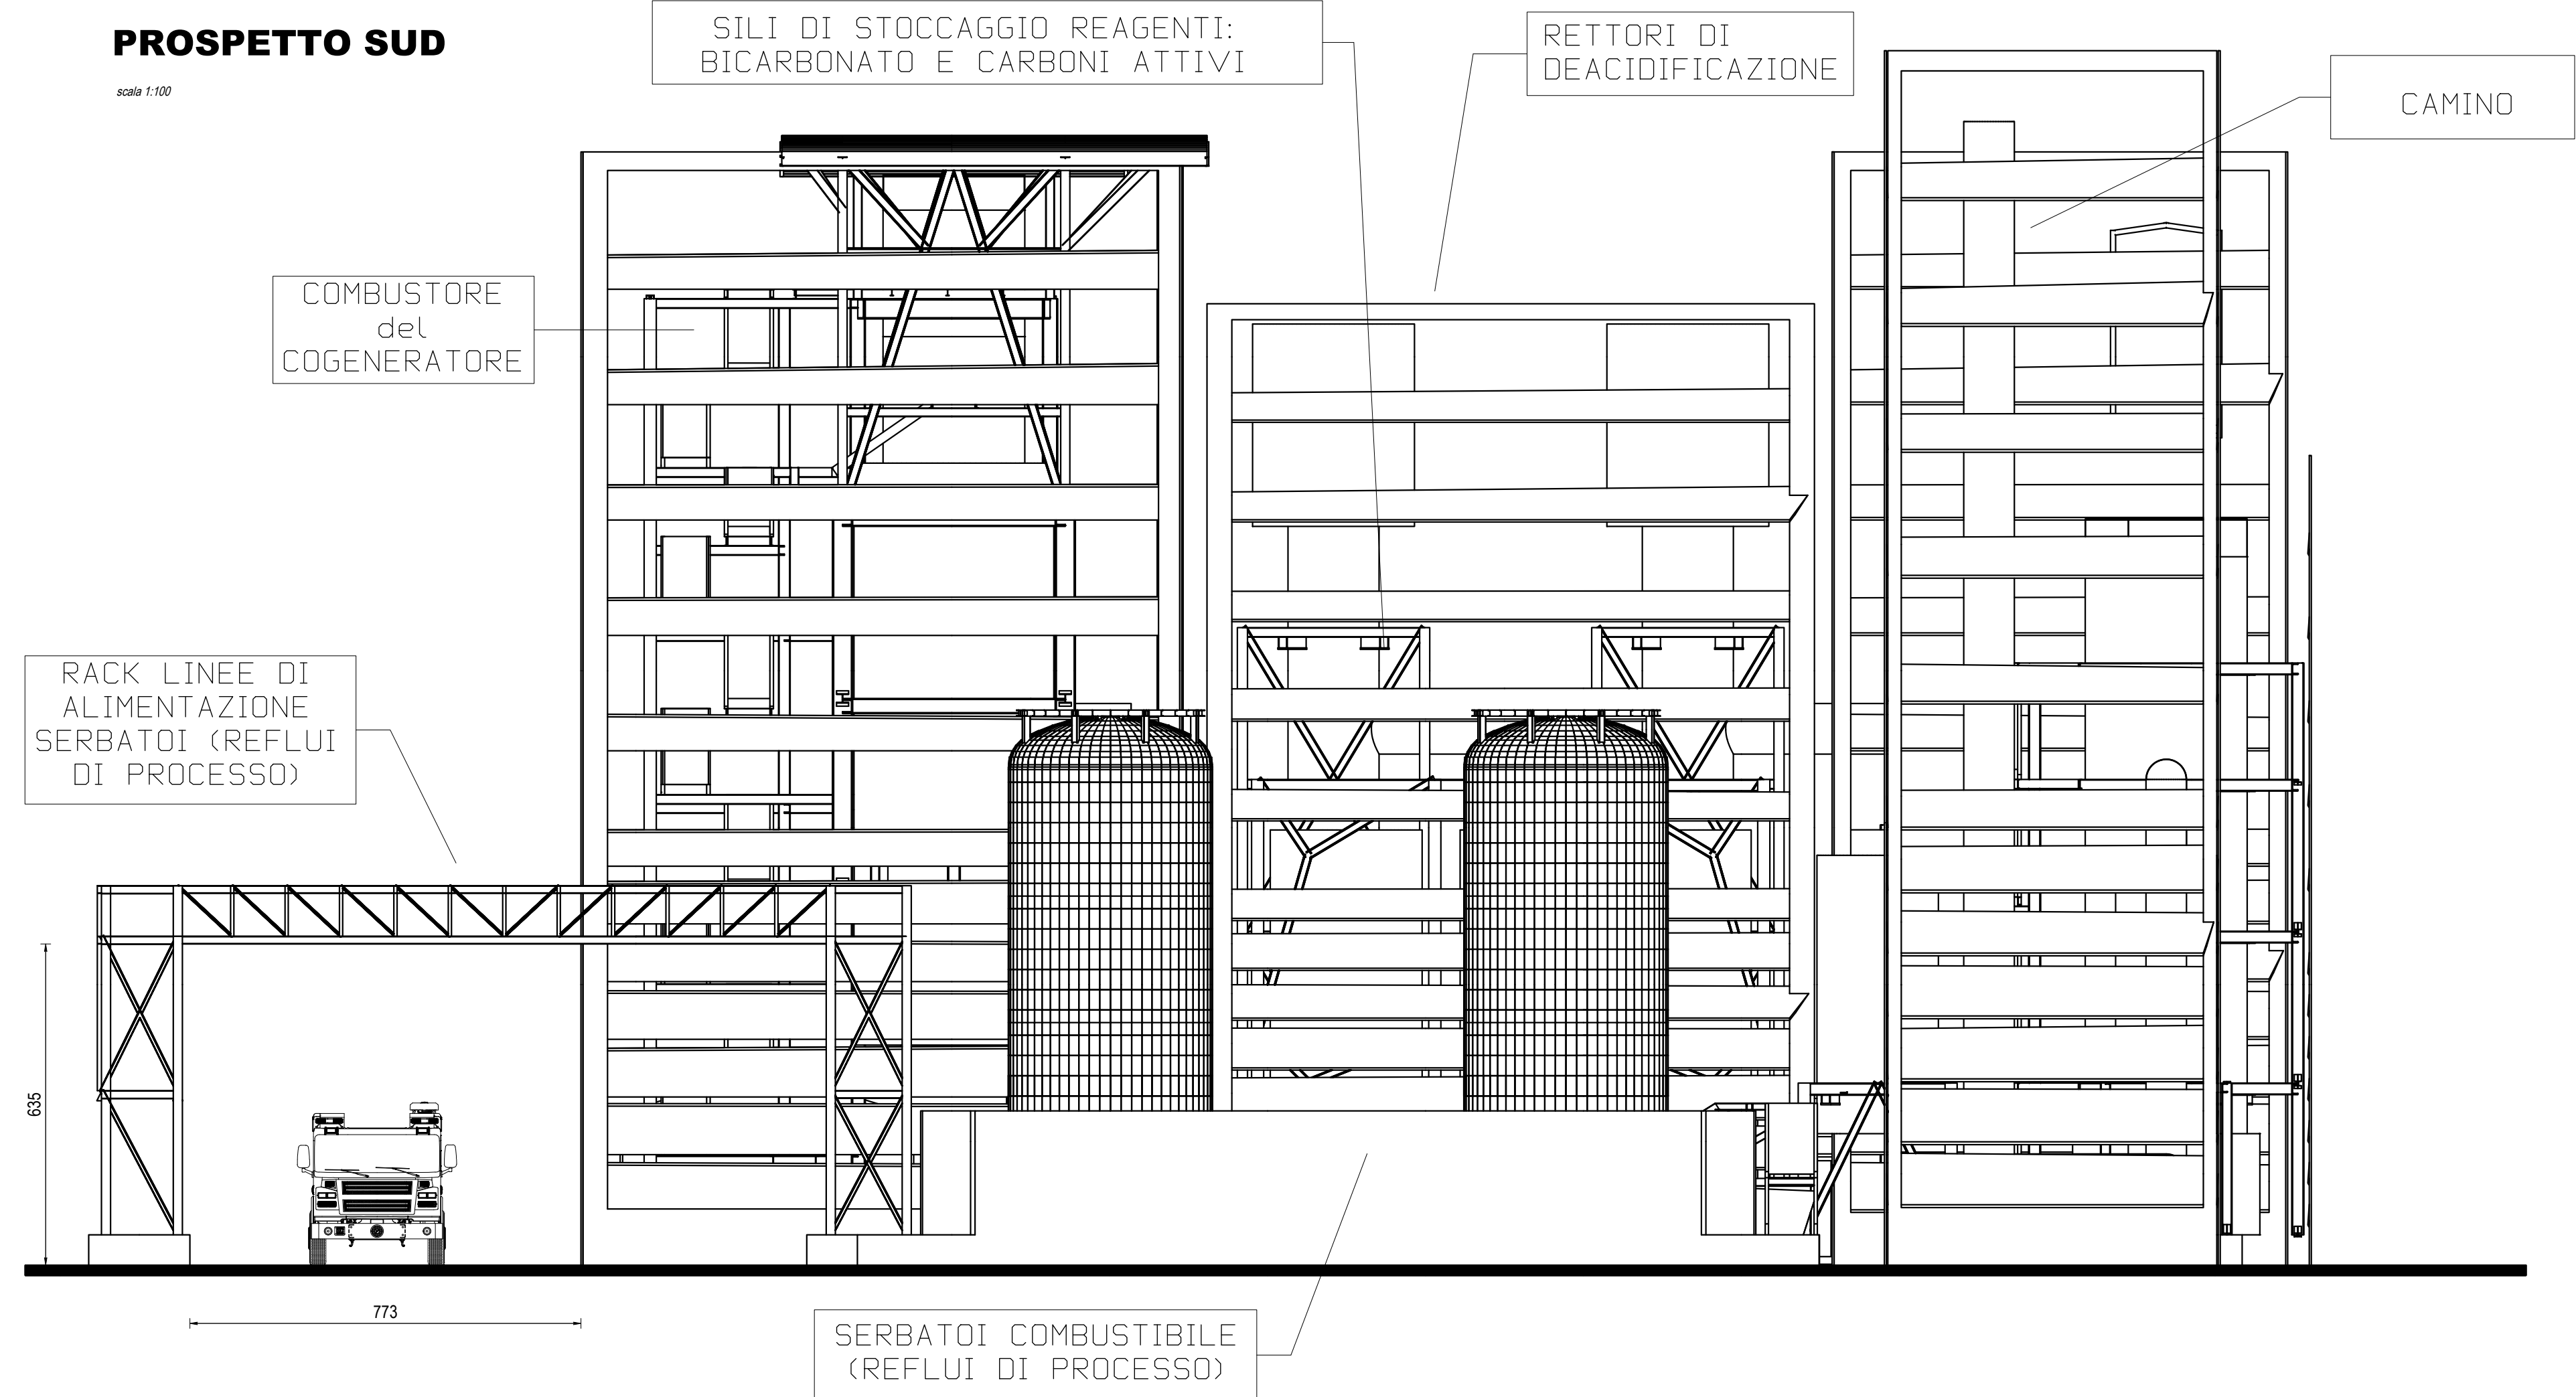 PROSPETTO SUD
scala 1:100
SILI DI STOCCAGGIO REAGENTI:
BICARBONATO E CARBONI ATTIVI
RETTORI DI
DEACIDIFICAZIONE
CAMINO
COMBUSTORE
del
COGENERATORE
RACK LINEE DI
ALIMENTAZIONE
SERBATOI (REFLUI
DI PROCESSO)
635
773
SERBATOI COMBUSTIBILE
(REFLUI DI PROCESSO)